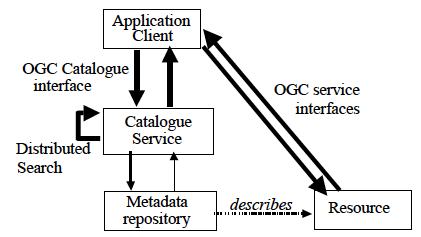 Application
Client
OGC Catalogue
interface
OGC service
interfaces
Catalogue
Service
Distributed
Search
Metadata
repository
describes
Resource